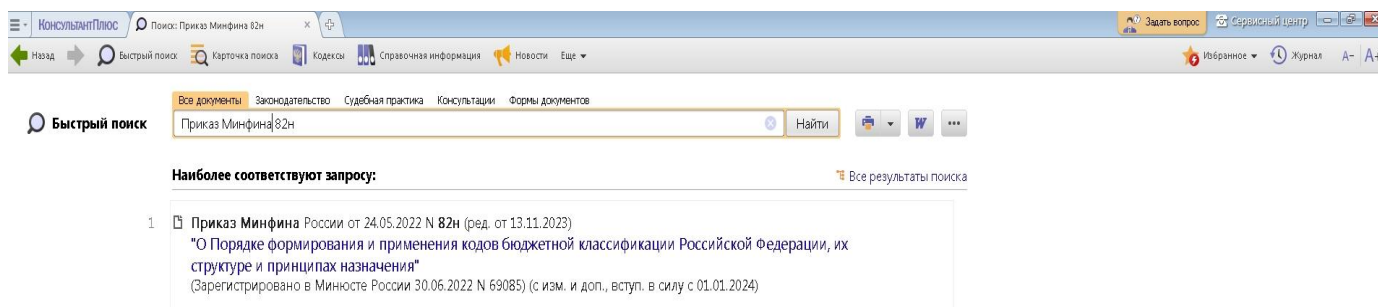 КонсультантПлюс Поиск: Приказ Минфина 82н Задать вопрос Сервисный центр
Назад Быстрый поиск Карточка поиска Кодексы Справочная информация Новости Еще Избранное Журнал A- A+
Все документы Законодательство Судебная практика Консультации Формы документов
Быстрый поиск Приказ Минфина 82н Найти W
Наиболее соответствуют запросу: Все результаты поиска
1 Приказ Минфина России от 24.05.2022 N 82н (ред. от 13.11.2023)
"О Порядке формирования и применения кодов бюджетной классификации Российской Федерации, их
структуре и принципах назначения"
(Зарегистрировано в Минюсте России 30.06.2022 N 69085) (с изм. и доп., вступ. в силу с 01.01.2024)